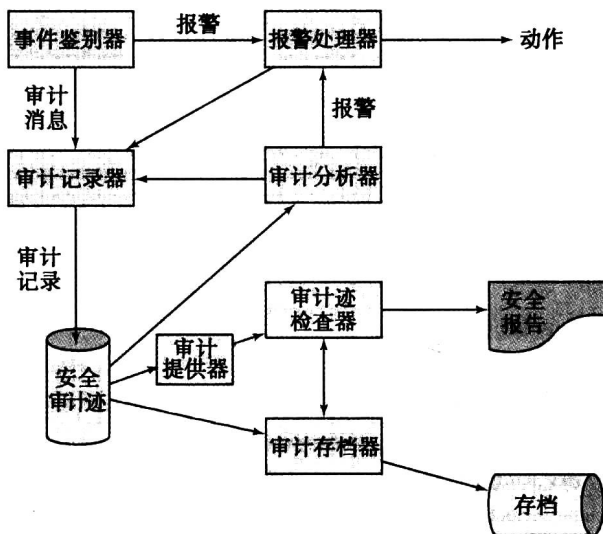 事件鉴别器
报警
报警处理器
动作
审计
消息
报警
审计记录器
审计分析器
审计
记录
审计迹
检查器
安全
报告
审计
提供器
安全
审计迹
审计存档器
存档